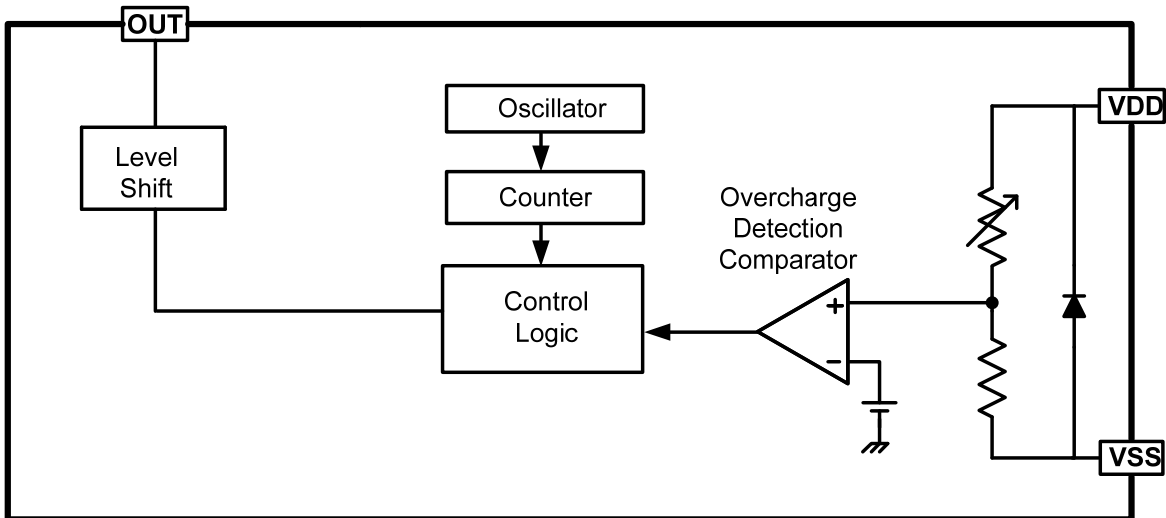 OUT
Oscillator
VDD
Level
Shift
Counter
Overcharge
Detection
Comparator
Control
Logic
+
−
VSS